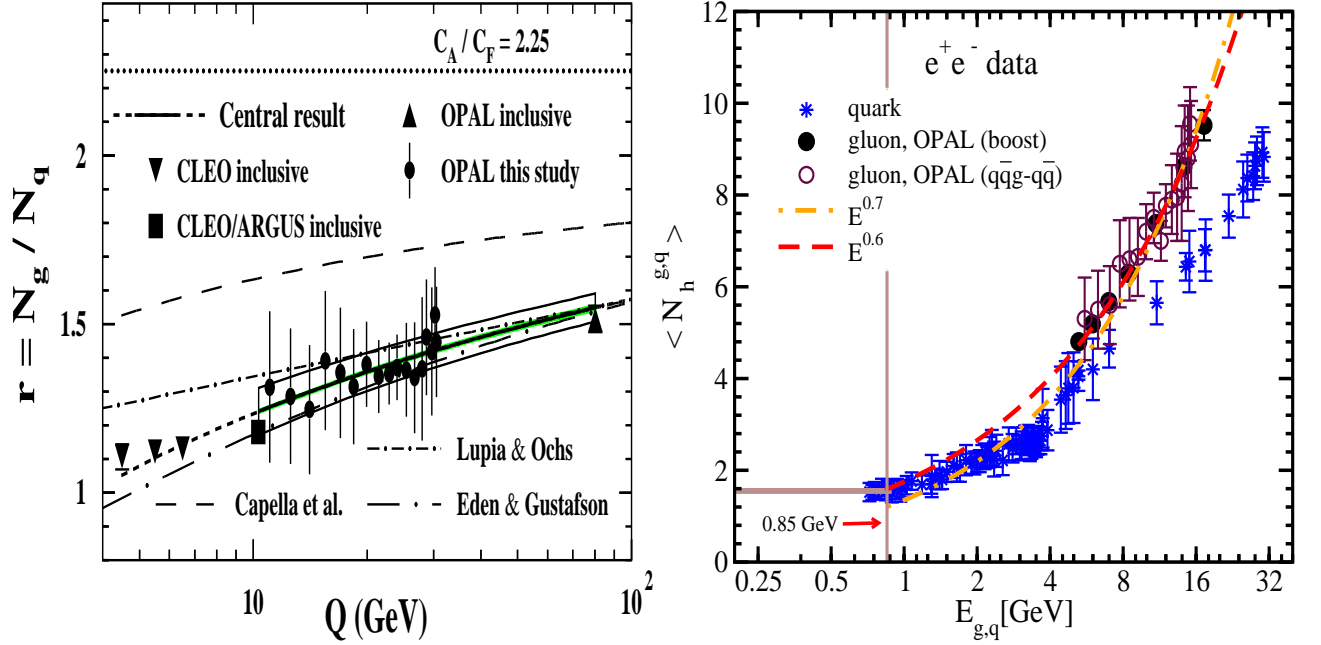 C_A / C_F = 2.25
Central result
OPAL inclusive
CLEO inclusive
OPAL this study
CLEO/ARGUS inclusive
Lupia & Ochs
Capella et al.
Eden & Gustafson
r = N_g / N_q
2
1.5
1
10
10^2
Q (GeV)
e^+e^- data
quark
gluon, OPAL (boost)
gluon, OPAL (qq̄g-qq̄)
E^0.7
E^0.6
0.85 GeV
< N_h^{g,q} >
12
10
8
6
4
2
0
0.25 0.5 1 2 4 8 16 32
E_{g,q}[GeV]